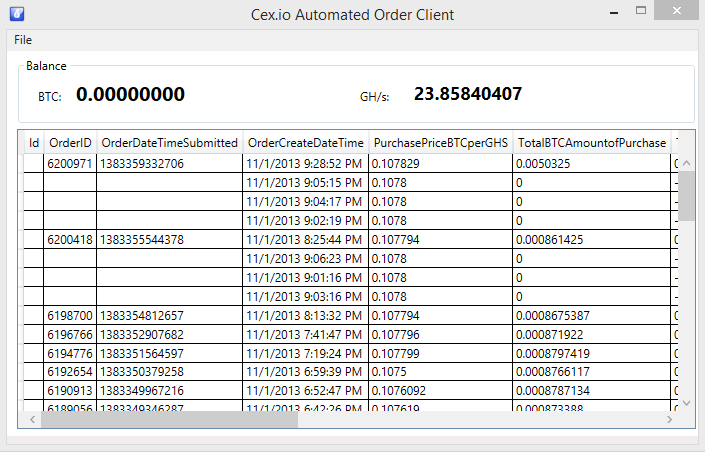 Cex.io Automated Order Client
File
Balance
BTC: 0.00000000 GH/s: 23.85840407
Id OrderID OrderDateTimeSubmitted OrderCreateDateTime PurchasePriceBTCperGHS TotalBTCAmountofPurchase
6200971 1383359332706 11/1/2013 9:28:52 PM 0.107829 0.0050325
11/1/2013 9:05:15 PM 0.1078 0
11/1/2013 9:04:17 PM 0.1078 0
11/1/2013 9:02:19 PM 0.1078 0
6200418 1383355544378 11/1/2013 8:25:44 PM 0.107794 0.000861425
11/1/2013 9:06:23 PM 0.1078 0
11/1/2013 9:01:16 PM 0.1078 0
11/1/2013 9:03:16 PM 0.1078 0
6198700 1383354812657 11/1/2013 8:13:32 PM 0.107794 0.0008675387
6196766 1383352907682 11/1/2013 7:41:47 PM 0.107796 0.000871922
6194776 1383351564597 11/1/2013 7:19:24 PM 0.107799 0.0008797419
6192654 1383350379258 11/1/2013 6:59:39 PM 0.1075 0.0008766117
6190913 1383349967216 11/1/2013 6:52:47 PM 0.1076092 0.0008787134
6189056 1383349346287 11/1/2013 6:42:26 PM 0.107619 0.000873388